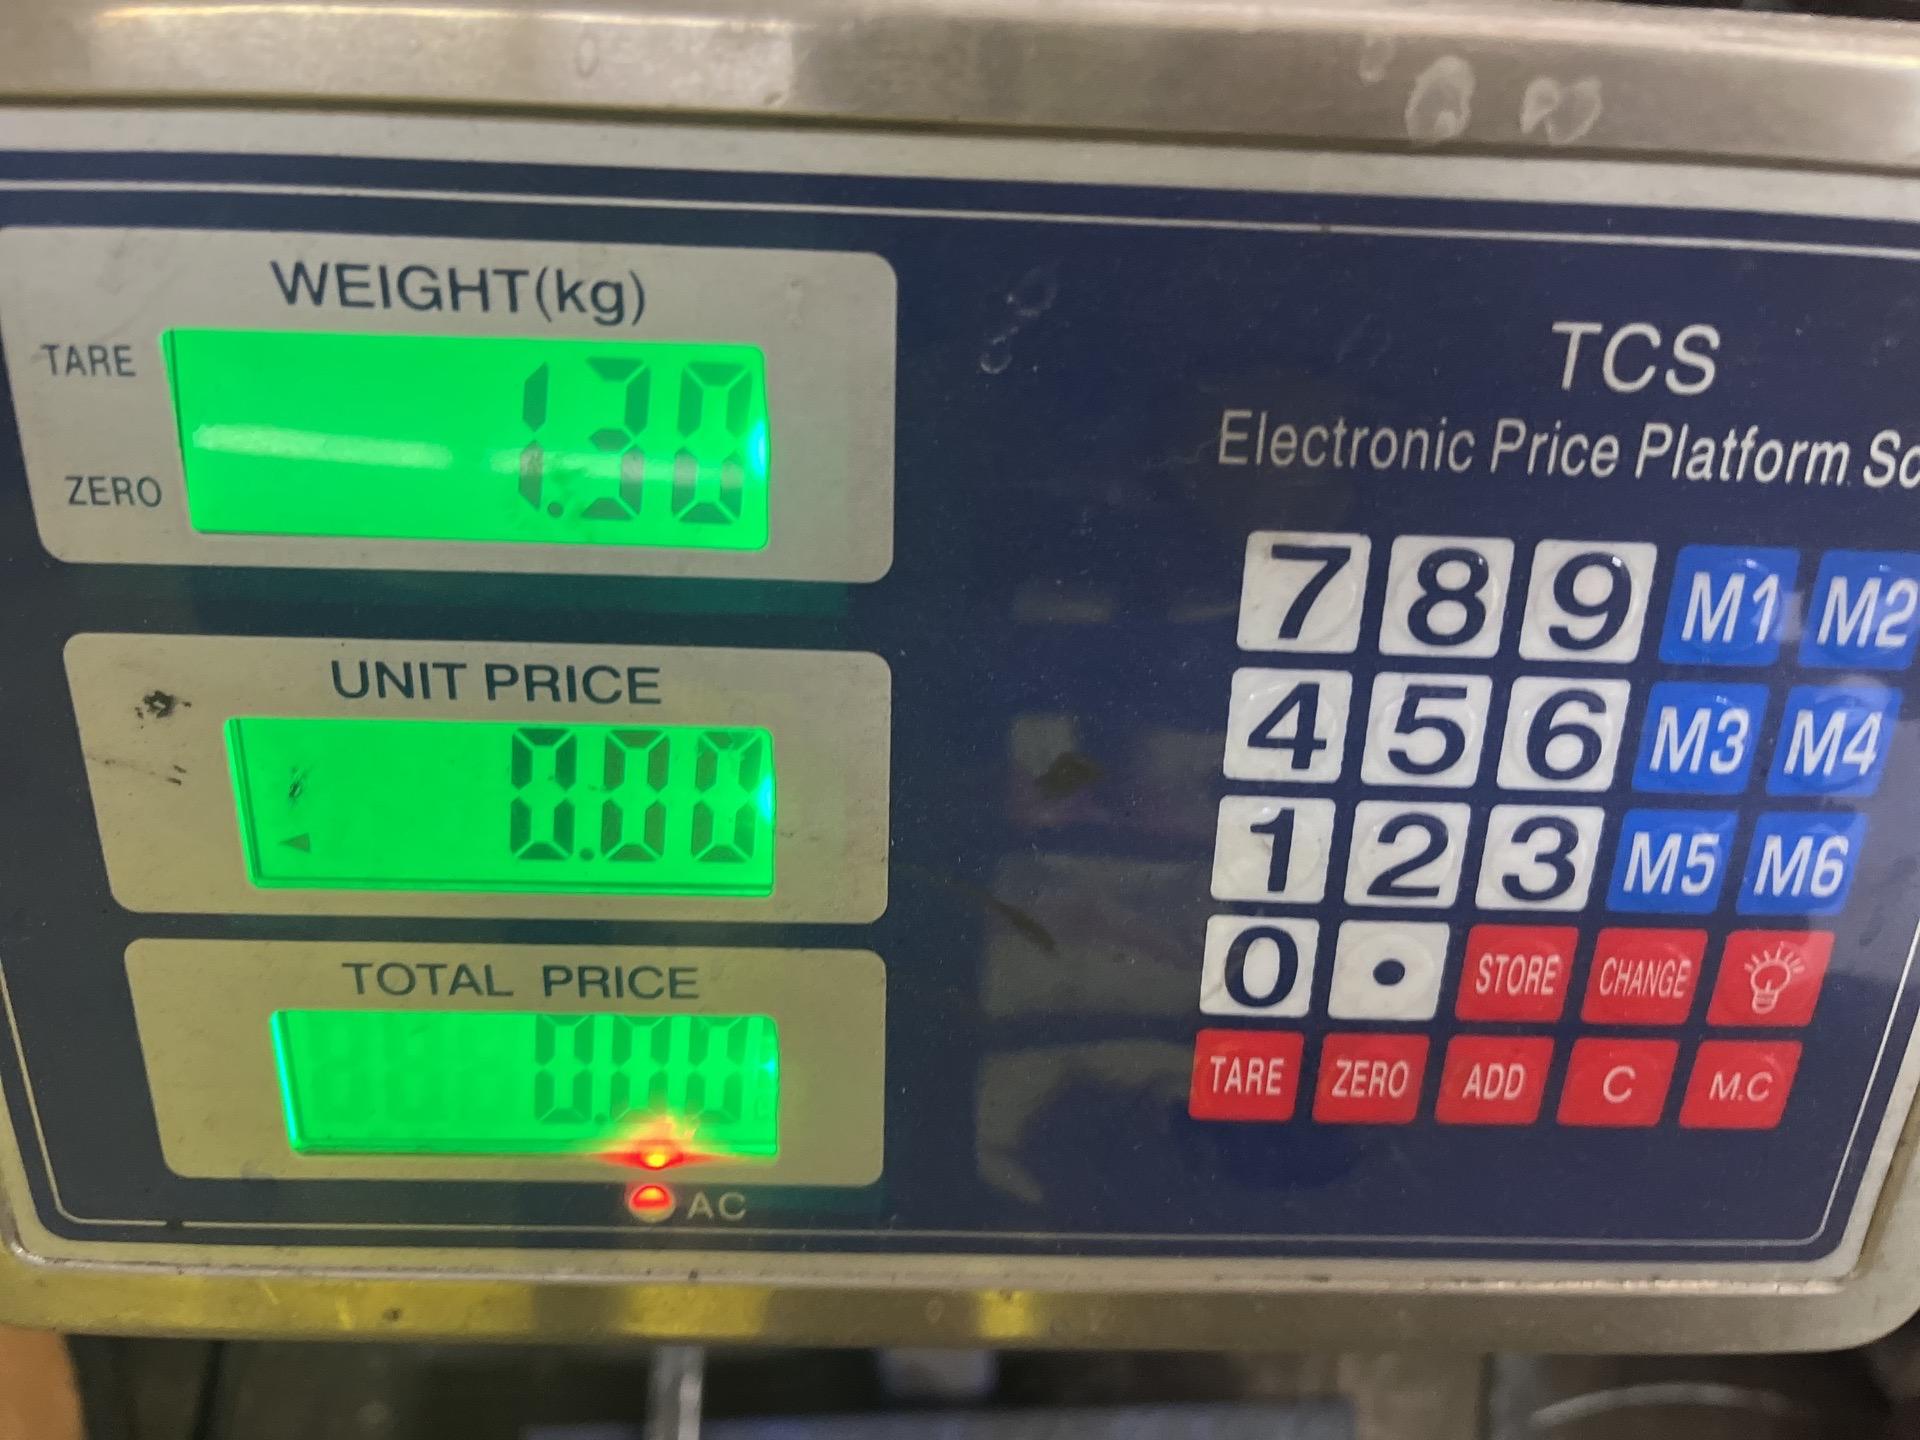 WEIGHT(kg)
TARE
ZERO
1.30
UNIT PRICE
0.00
TOTAL PRICE
0.00
AC
TCS
Electronic Price Platform Sc
7 8 9 M1 M2
4 5 6 M3 M4
1 2 3 M5 M6
0 . STORE CHANGE
TARE ZERO ADD C M.C